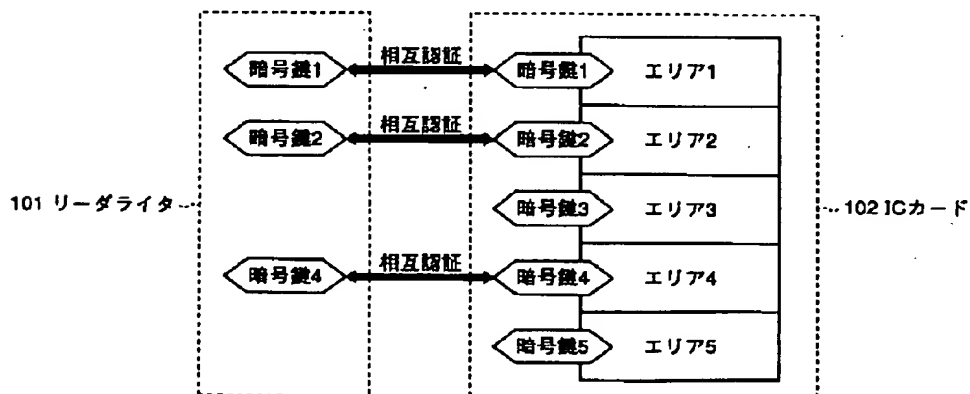 相互認証
暗号鍵1
暗号鍵1
エリア1
相互認証
暗号鍵2
暗号鍵2
エリア2
101 リーダライタ
暗号鍵3
エリア3
102 ICカード
相互認証
暗号鍵4
暗号鍵4
エリア4
暗号鍵5
エリア5